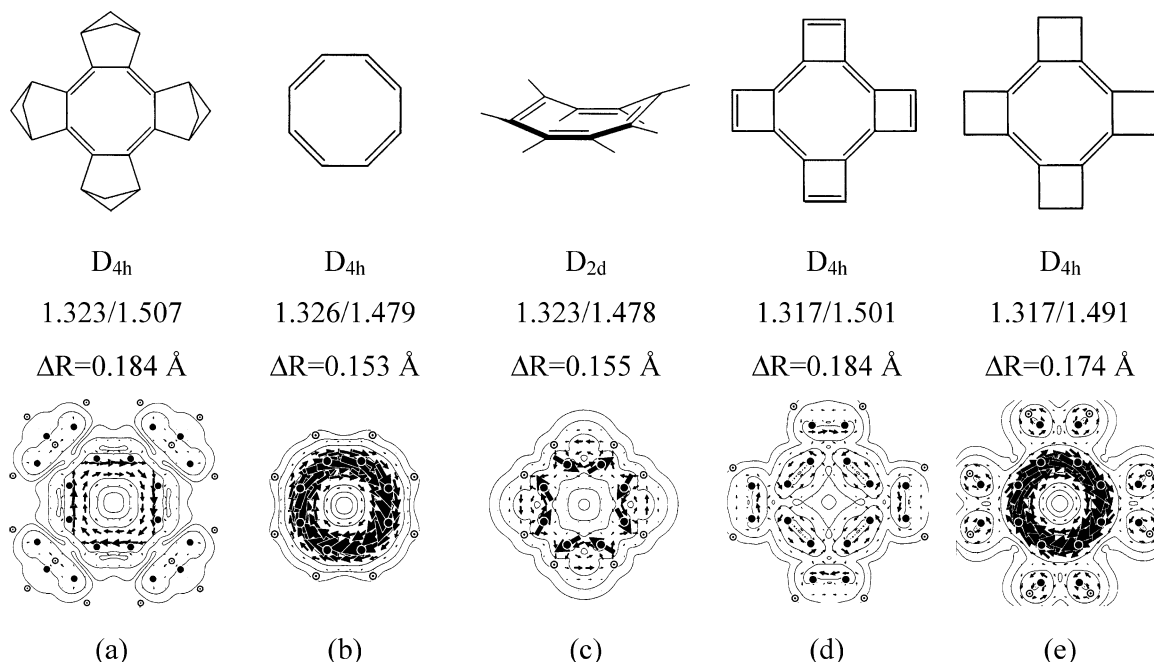 D4h D4h D2d D4h D4h
1.323/1.507 1.326/1.479 1.323/1.478 1.317/1.501 1.317/1.491
ΔR=0.184 Å ΔR=0.153 Å ΔR=0.155 Å ΔR=0.184 Å ΔR=0.174 Å
(a) (b) (c) (d) (e)